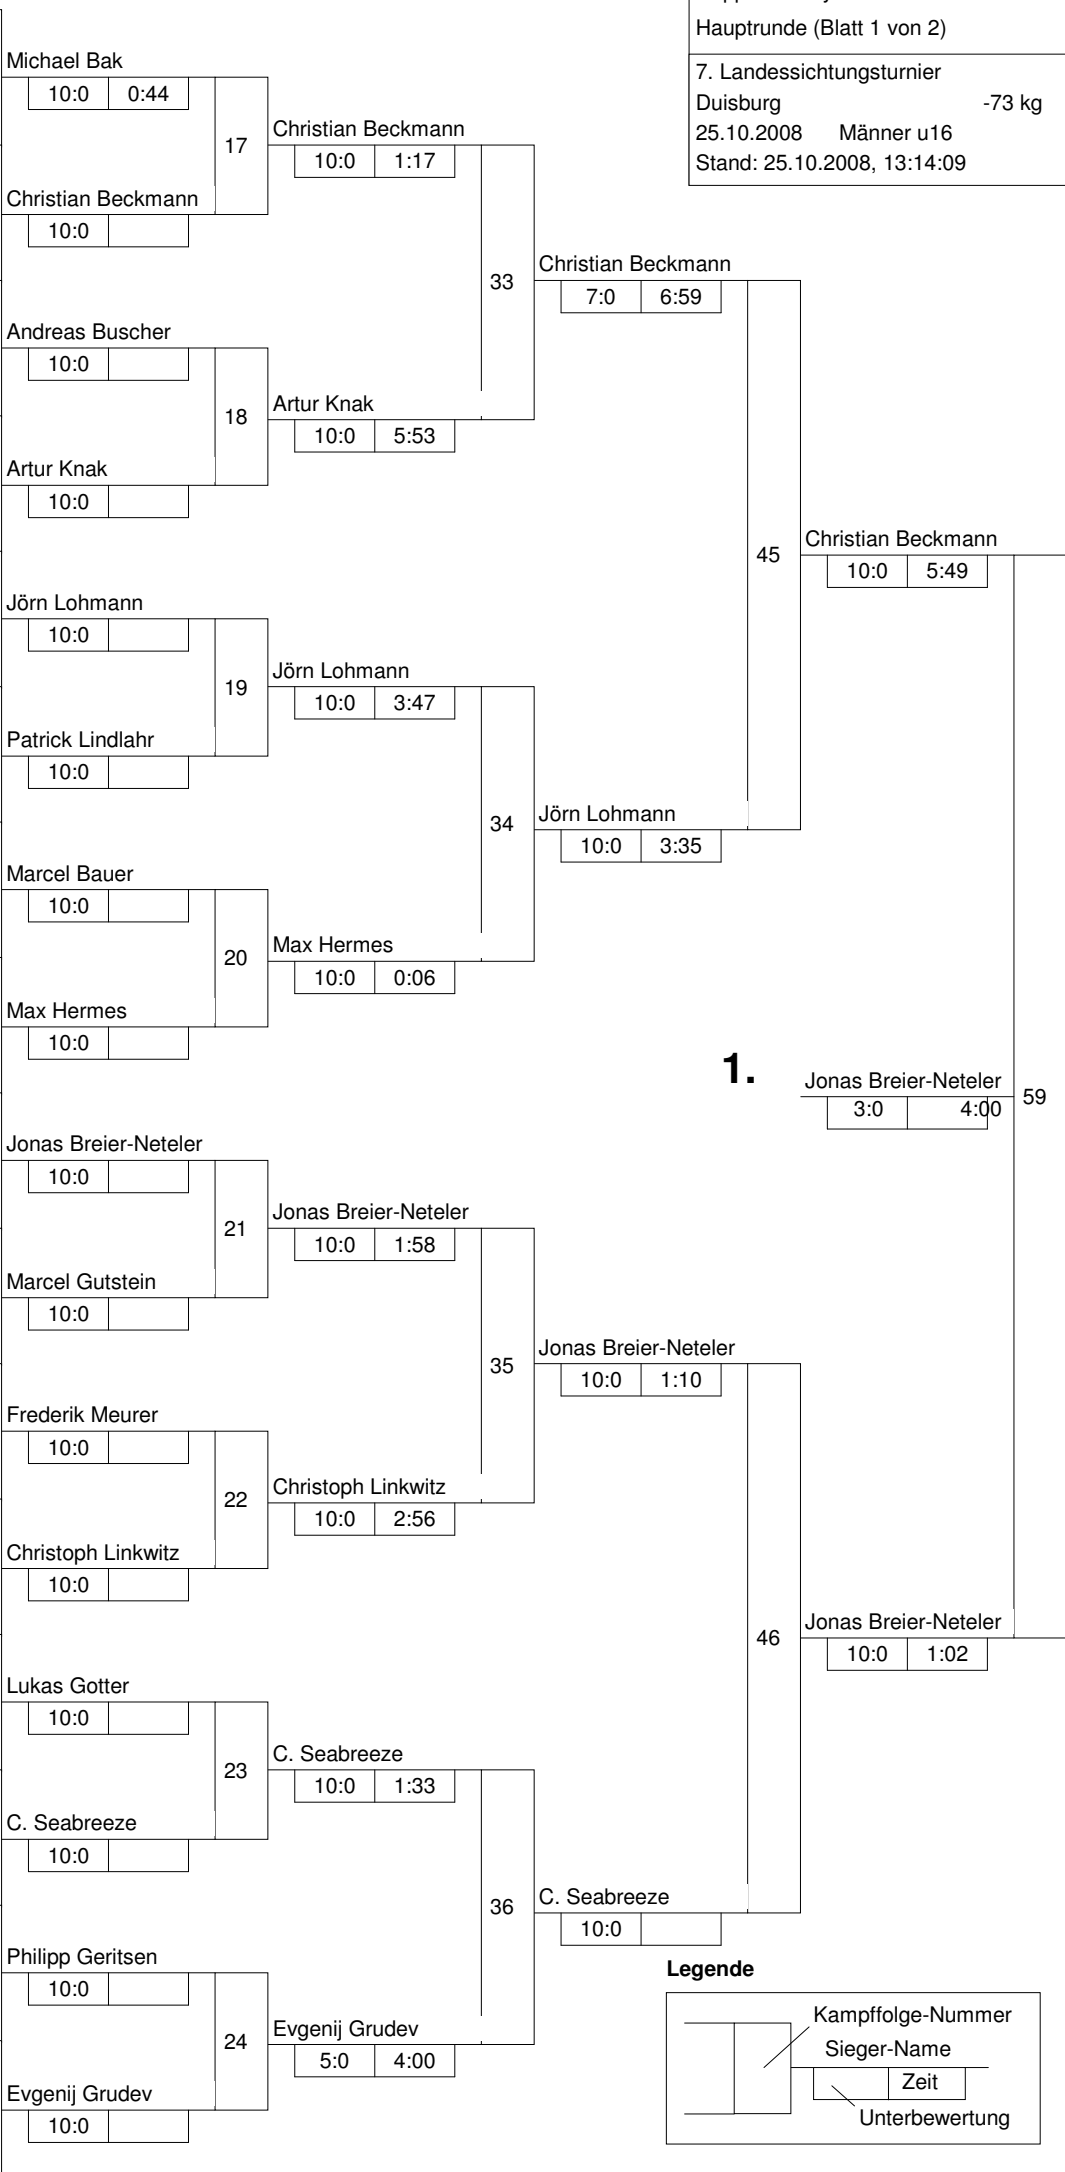 Hauptrunde (Blatt 1 von 2)
7. Landessichtungsturnier
Duisburg -73 kg
25.10.2008 Männer u16
Stand: 25.10.2008, 13:14:09
Michael Bak
10:0 0:44
17
Christian Beckmann
10:0
Christian Beckmann
10:0 1:17
33
Andreas Buscher
10:0
18
Artur Knak
10:0
Artur Knak
10:0 5:53
Christian Beckmann
7:0 6:59
45
Jörn Lohmann
10:0
19
Patrick Lindlahr
10:0
Jörn Lohmann
10:0 3:47
34
Marcel Bauer
10:0
20
Max Hermes
10:0
Max Hermes
10:0 0:06
Jörn Lohmann
10:0 3:35
Christian Beckmann
10:0 5:49
1.
Jonas Breier-Neteler
3:0 4:00
59
Jonas Breier-Neteler
10:0
21
Marcel Gutstein
10:0
Jonas Breier-Neteler
10:0 1:58
35
Frederik Meurer
10:0
22
Christoph Linkwitz
10:0
Christoph Linkwitz
10:0 2:56
Jonas Breier-Neteler
10:0 1:10
46
Jonas Breier-Neteler
10:0 1:02
Lukas Gotter
10:0
23
C. Seabreeze
10:0
C. Seabreeze
10:0 1:33
36
Philipp Geritsen
10:0
24
Evgenij Grudev
10:0
Evgenij Grudev
5:0 4:00
C. Seabreeze
10:0
Legende
Kampffolge-Nummer
Sieger-Name
Zeit
Unterbewertung